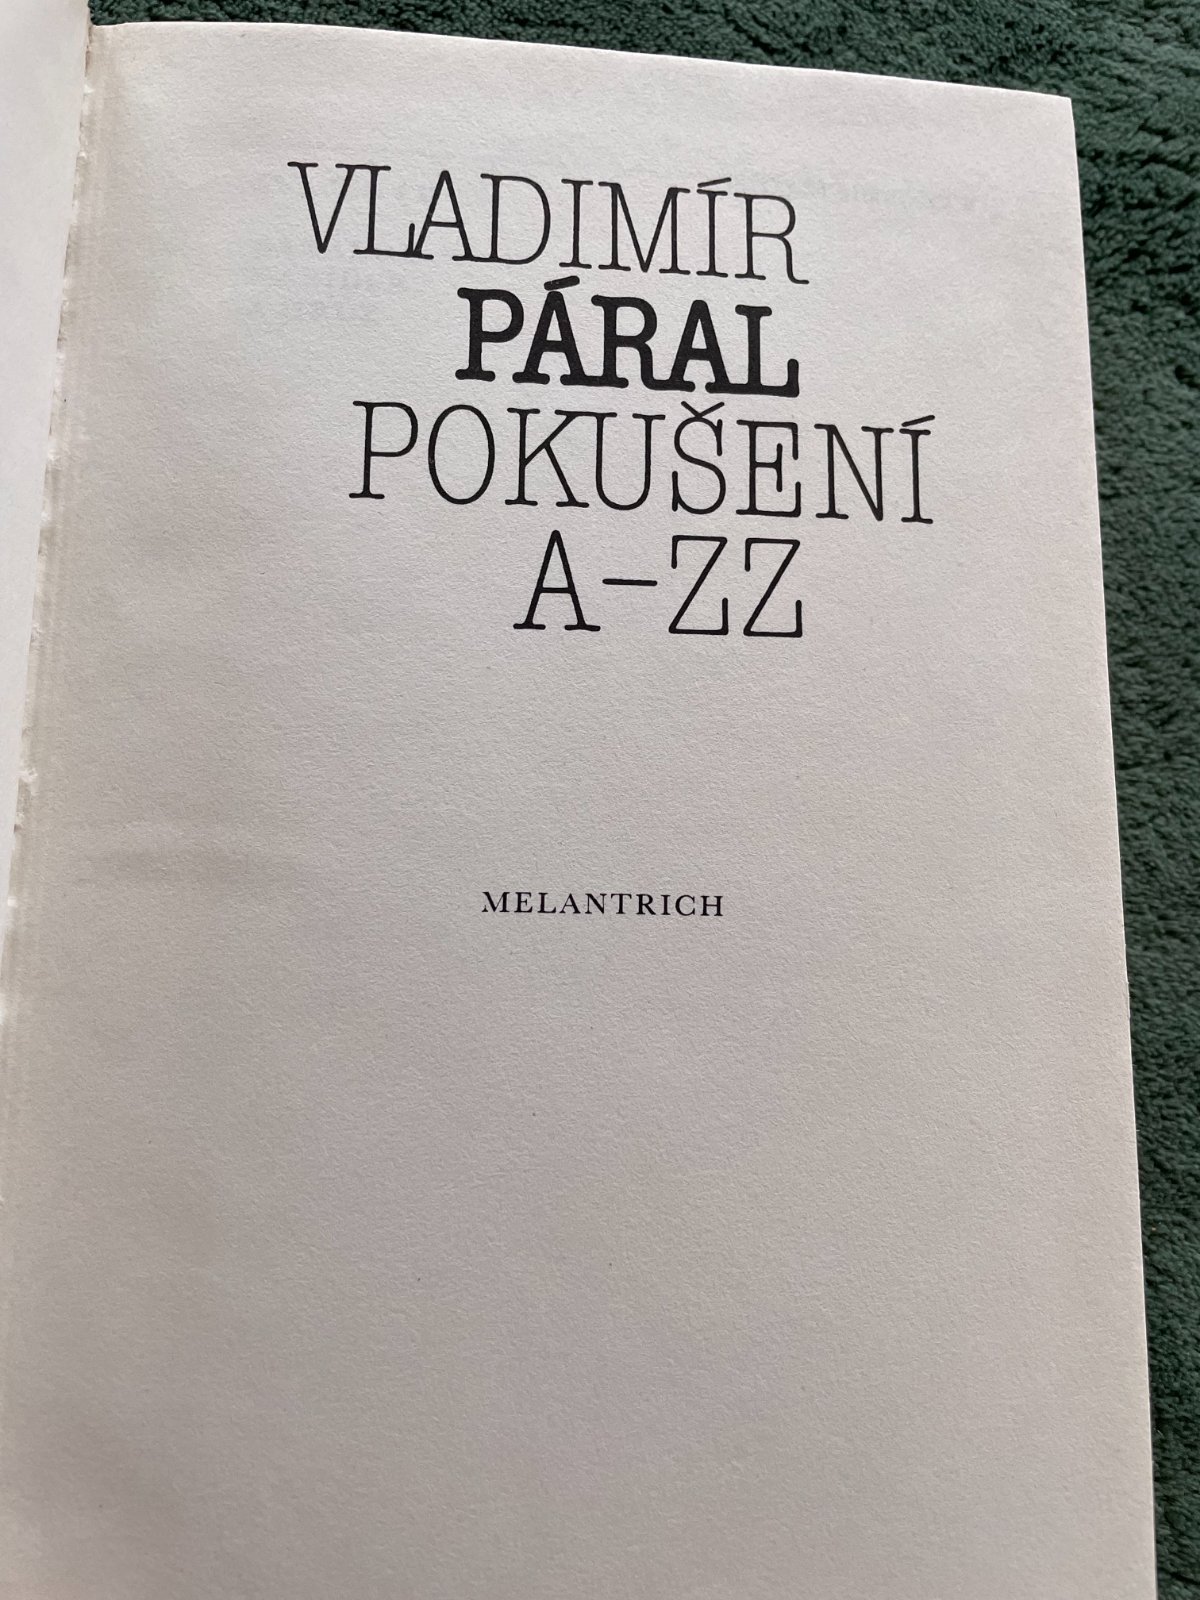 VLADIMÍR
PÁRAL
POKUŠENÍ
A–ZZ
MELANTRICH